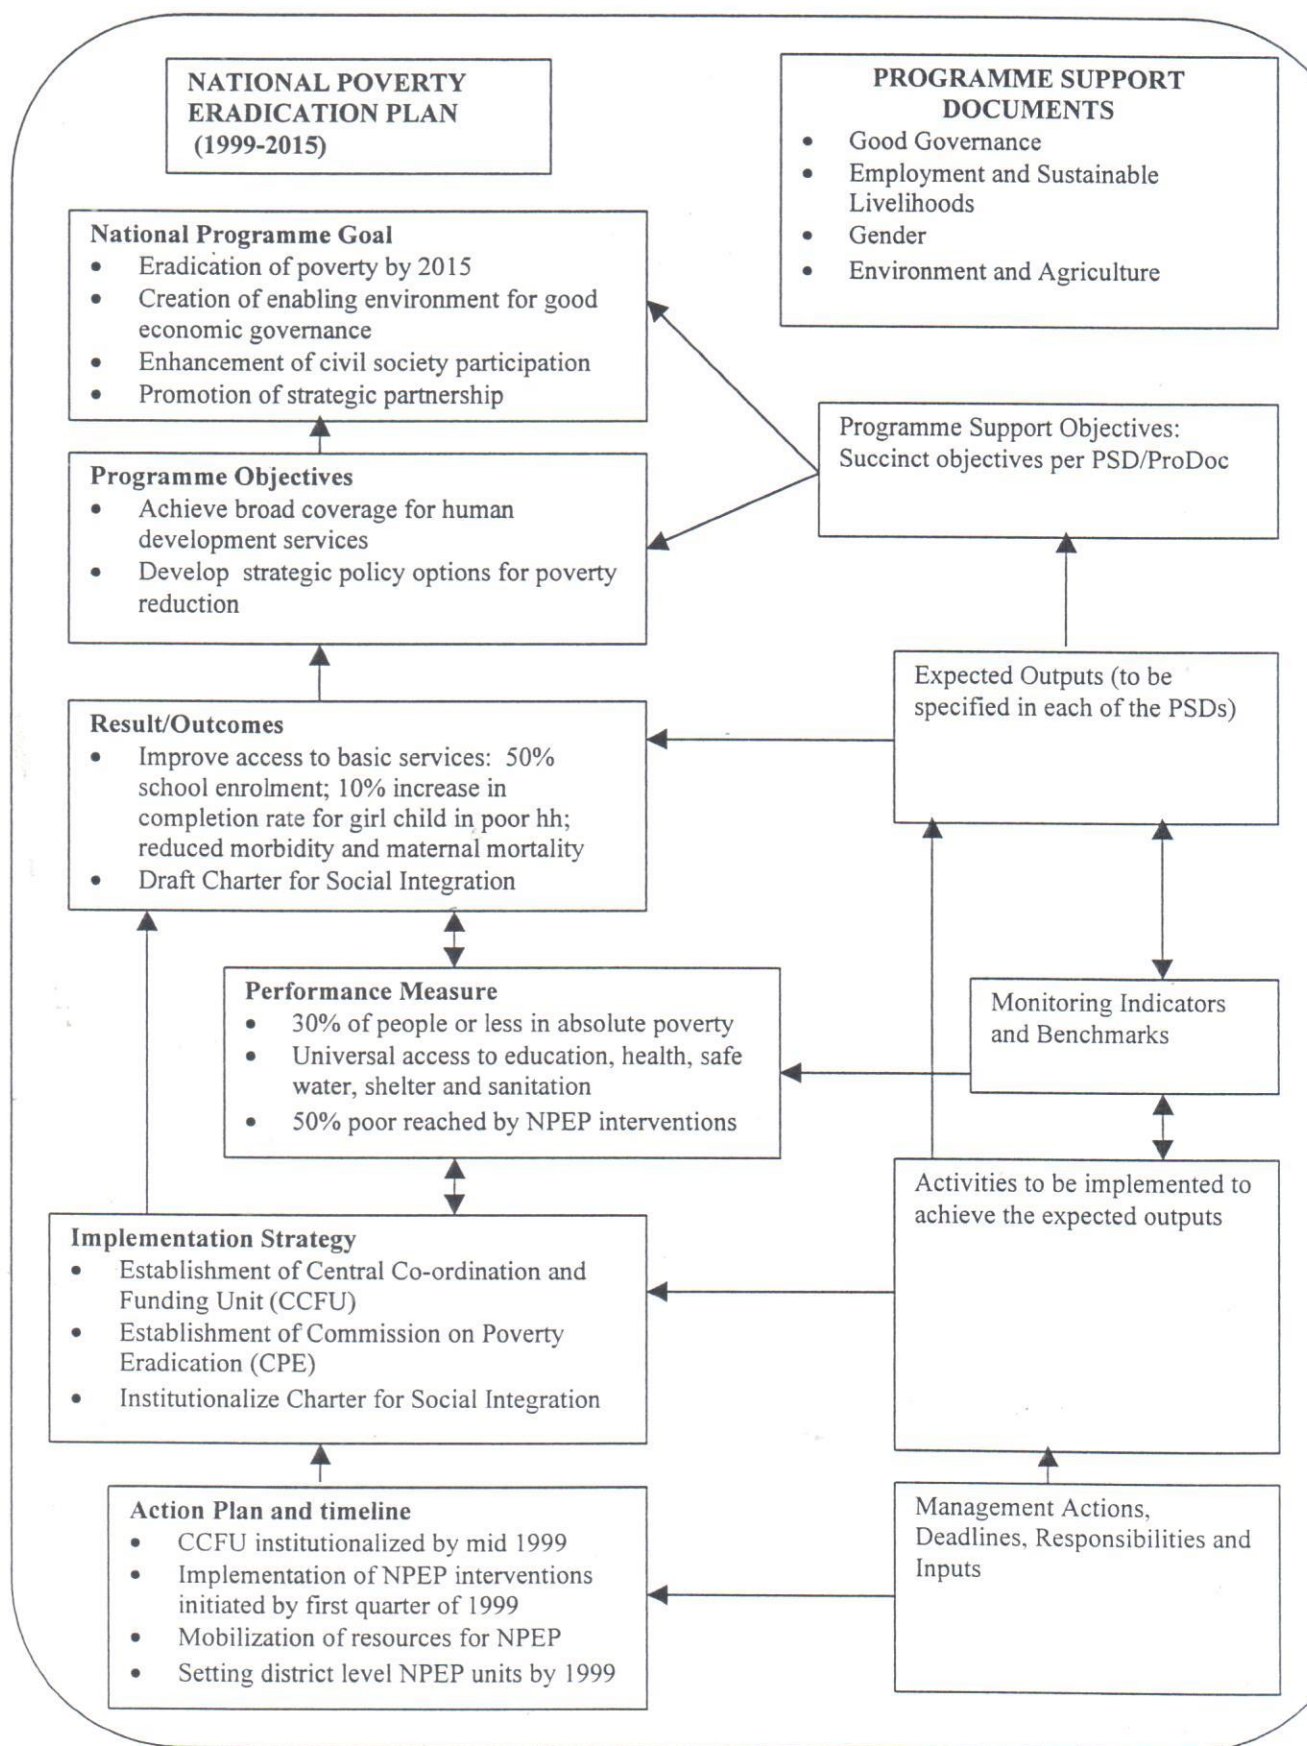 NATIONAL POVERTY
ERADICATION PLAN
(1999-2015)
PROGRAMME SUPPORT
DOCUMENTS
• Good Governance
• Employment and Sustainable
Livelihoods
• Gender
• Environment and Agriculture
National Programme Goal
• Eradication of poverty by 2015
• Creation of enabling environment for good
economic governance
• Enhancement of civil society participation
• Promotion of strategic partnership
Programme Support Objectives:
Succinct objectives per PSD/ProDoc
Programme Objectives
• Achieve broad coverage for human
development services
• Develop strategic policy options for poverty
reduction
Expected Outputs (to be
specified in each of the PSDs)
Result/Outcomes
• Improve access to basic services: 50%
school enrolment; 10% increase in
completion rate for girl child in poor hh;
reduced morbidity and maternal mortality
• Draft Charter for Social Integration
Performance Measure
• 30% of people or less in absolute poverty
• Universal access to education, health, safe
water, shelter and sanitation
• 50% poor reached by NPEP interventions
Monitoring Indicators
and Benchmarks
Activities to be implemented to
achieve the expected outputs
Implementation Strategy
• Establishment of Central Co-ordination and
Funding Unit (CCFU)
• Establishment of Commission on Poverty
Eradication (CPE)
• Institutionalize Charter for Social Integration
Action Plan and timeline
• CCFU institutionalized by mid 1999
• Implementation of NPEP interventions
initiated by first quarter of 1999
• Mobilization of resources for NPEP
• Setting district level NPEP units by 1999
Management Actions,
Deadlines, Responsibilities and
Inputs